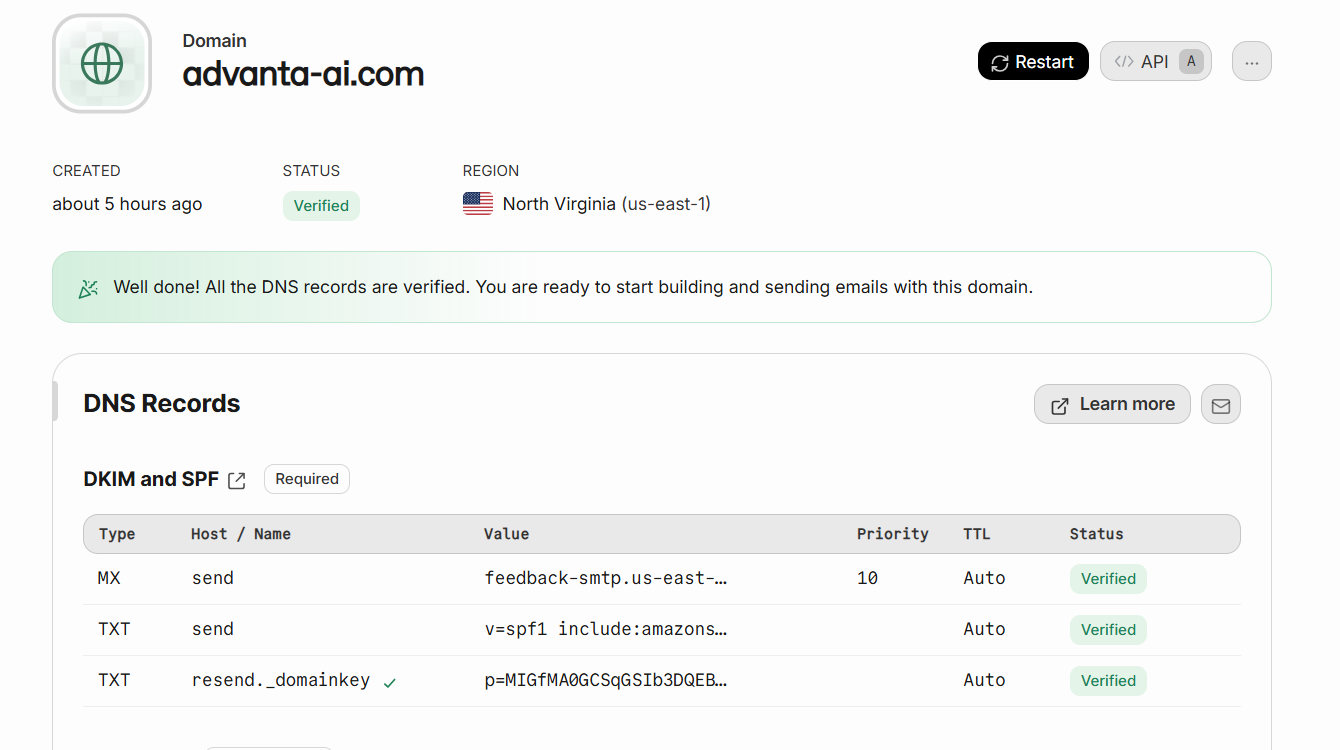 Domain
advanta-ai.com
Restart
</> API A
...
CREATED
about 5 hours ago
STATUS
Verified
REGION
North Virginia (us-east-1)
Well done! All the DNS records are verified. You are ready to start building and sending emails with this domain.
DNS Records
Learn more
DKIM and SPF
Required
Type Host / Name Value Priority TTL Status
MX send feedback-smtp.us-east-… 10 Auto Verified
TXT send v=spf1 include:amazons… Auto Verified
TXT resend._domainkey p=MIGfMA0GCSqGSIb3DQEB… Auto Verified